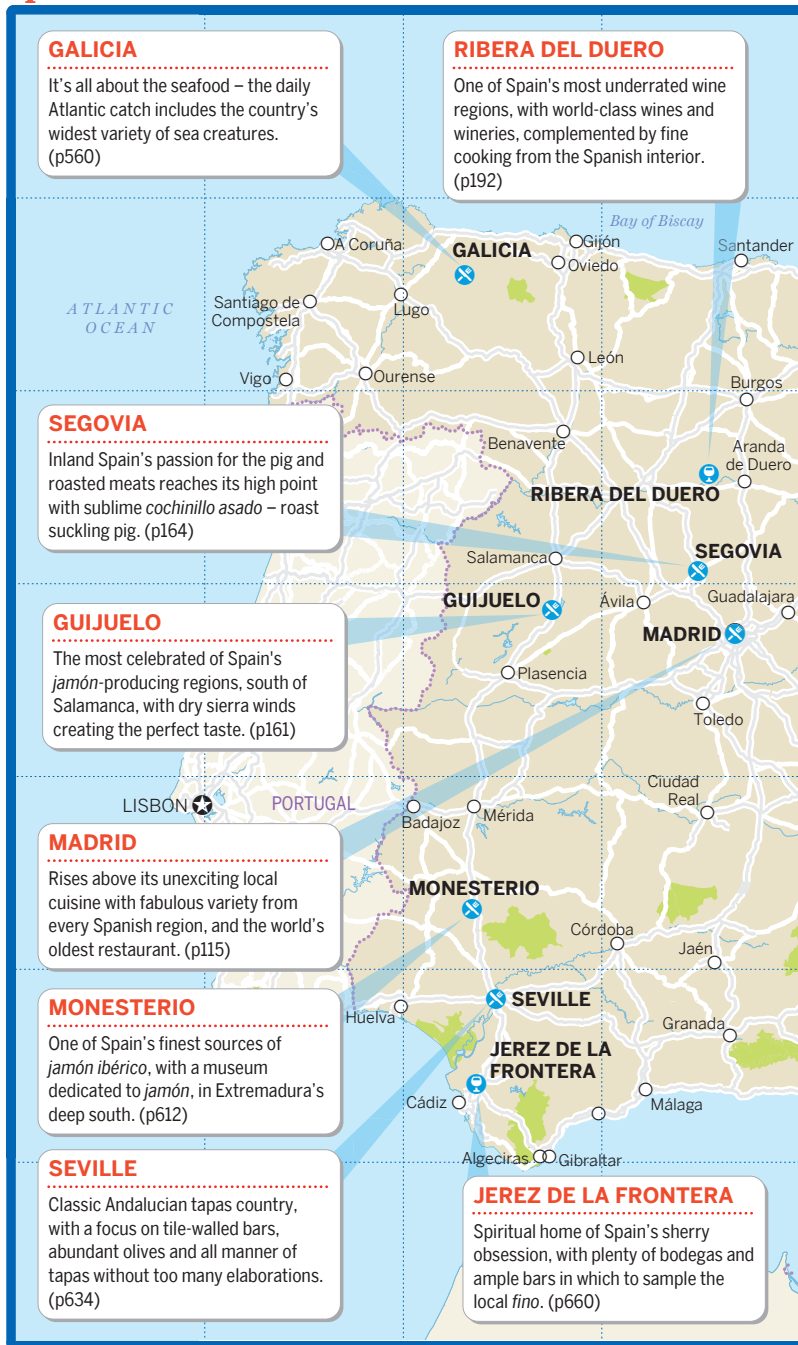 GALICIA
It's all about the seafood – the daily
Atlantic catch includes the country's
widest variety of sea creatures.
(p560)
RIBERA DEL DUERO
One of Spain's most underrated wine
regions, with world-class wines and
wineries, complemented by fine
cooking from the Spanish interior.
(p192)
Bay of Biscay
A Coruña
GALICIA
Gijón
Oviedo
Santander
ATLANTIC
OCEAN
Santiago de
Compostela
Lugo
León
Vigo
Ourense
Burgos
SEGOVIA
Inland Spain's passion for the pig and
roasted meats reaches its high point
with sublime cochinillo asado – roast
suckling pig. (p164)
Benavente
Aranda
de Duero
RIBERA DEL DUERO
Salamanca
SEGOVIA
GUIJUELO
Ávila
Guadalajara
MADRID
GUIJUELO
The most celebrated of Spain's
jamón-producing regions, south of
Salamanca, with dry sierra winds
creating the perfect taste. (p161)
Plasencia
Toledo
Ciudad
Real
LISBON
PORTUGAL
Badajoz
Mérida
MADRID
Rises above its unexciting local
cuisine with fabulous variety from
every Spanish region, and the world's
oldest restaurant. (p115)
MONESTERIO
Córdoba
Jaén
MONESTERIO
One of Spain's finest sources of
jamón ibérico, with a museum
dedicated to jamón, in Extremadura's
deep south. (p612)
Huelva
SEVILLE
Granada
JEREZ DE LA
FRONTERA
Cádiz
Málaga
Algeciras
Gibraltar
SEVILLE
Classic Andalucian tapas country,
with a focus on tile-walled bars,
abundant olives and all manner of
tapas without too many elaborations.
(p634)
JEREZ DE LA FRONTERA
Spiritual home of Spain's sherry
obsession, with plenty of bodegas and
ample bars in which to sample the
local fino. (p660)